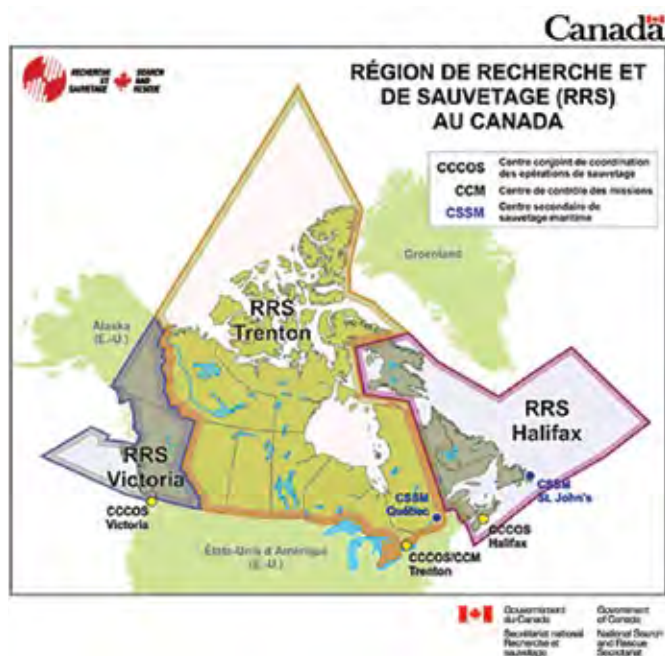 Canada
RECHERCHE
ET
SAUVETAGE
SEARCH
AND
RESCUE
RÉGION DE RECHERCHE ET
DE SAUVETAGE (RRS)
AU CANADA
CCCOS Centre conjoint de coordination
des opérations de sauvetage
CCM Centre de contrôle des missions
CSSM Centre secondaire de
sauvetage maritime
Groenland
Alaska
(É.-U.)
RRS
Trenton
RRS
Halifax
RRS
Victoria
CCCOS
Victoria
CSSM
Québec
CSSM
St. John's
CCCOS
Halifax
CCCOS/CCM
Trenton
États-Unis d'Amérique
(É.-U.)
Gouvernement
du Canada
Government
of Canada
Secrétariat national
Recherche et
sauvetage
National Search
and Rescue
Secretariat